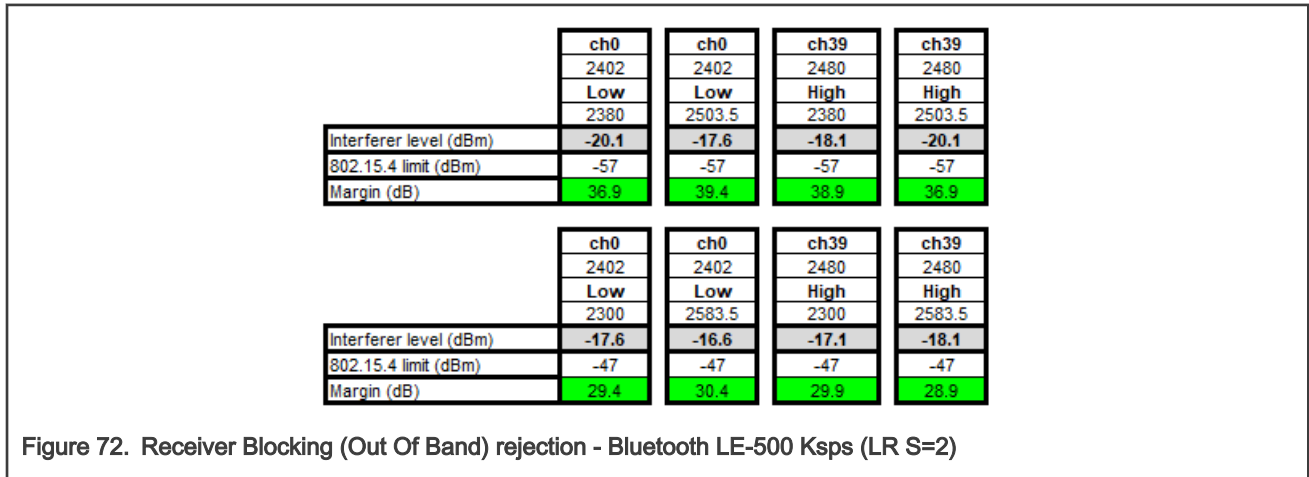 ch0 ch0 ch39 ch39
2402 2402 2480 2480
Low Low High High
2380 2503.5 2380 2503.5
Interferer level (dBm) -20.1 -17.6 -18.1 -20.1
802.15.4 limit (dBm) -57 -57 -57 -57
Margin (dB) 36.9 39.4 38.9 36.9
ch0 ch0 ch39 ch39
2402 2402 2480 2480
Low Low High High
2300 2583.5 2300 2583.5
Interferer level (dBm) -17.6 -16.6 -17.1 -18.1
802.15.4 limit (dBm) -47 -47 -47 -47
Margin (dB) 29.4 30.4 29.9 28.9
Figure 72. Receiver Blocking (Out Of Band) rejection - Bluetooth LE-500 Ksps (LR S=2)